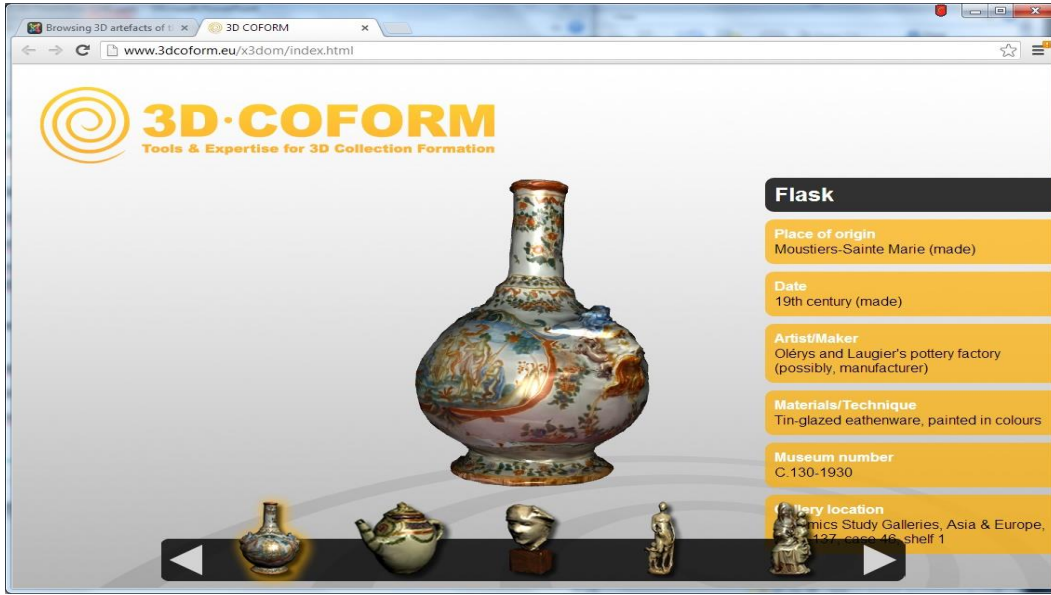 Browsing 3D artefacts of t
3D COFORM
www.3dcoform.eu/x3dom/index.html
3D·COFORM
Tools & Expertise for 3D Collection Formation
Flask
Place of origin
Moustiers-Sainte Marie (made)
Date
19th century (made)
Artist/Maker
Olérys and Laugier's pottery factory
(possibly, manufacturer)
Materials/Technique
Tin-glazed eathenware, painted in colours
Museum number
C.130-1930
location
Study Galleries, Asia & Europe,
137, case 46, shelf 1